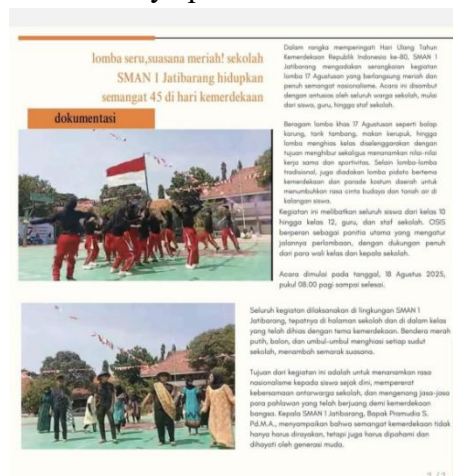 lomba seru,suasana meriah! sekolah
SMAN 1 Jatibarang hidupkan
semangat 45 di hari kemerdekaan
dokumentasi
Dalam rangka memperingati Hari Ulang Tahun
Kemerdekaan Republik Indonesia ke-80, SMAN 1
Jatibarang mengadakan serangkaian kegiatan
lomba 17 Agustusan yang berlangsung meriah dan
penuh semangat nasionalisme. Acara ini disambut
dengan antusias oleh seluruh warga sekolah, mulai
dari siswa, guru, hingga staf sekolah.
Beragam lomba khas 17 Agustusan seperti balap
karung, tarik tambang, makan kerupuk, hingga
lomba menghias kelas diselenggarakan dengan
tujuan menghibur sekaligus menanamkan nilai-nilai
kerja sama dan sportivitas. Selain lomba-lomba
tradisional, juga diadakan lomba pidato bertema
kemerdekaan dan parade kostum daerah untuk
menumbuhkan rasa cinta budaya dan tanah air di
kalangan siswa.
Kegiatan ini melibatkan seluruh siswa dari kelas 10
hingga kelas 12, guru, dan staf sekolah. OSIS
berperan sebagai panitia utama yang mengatur
jalannya perlombaan, dengan dukungan penuh
dari para wali kelas dan kepala sekolah.
Acara dimulai pada tanggal, 18 Agustus 2025,
pukul 08.00 pagi sampai selesai.
Seluruh kegiatan dilaksanakan di lingkungan SMAN 1
Jatibarang, tepatnya di halaman sekolah dan di dalam kelas
yang telah dihias dengan tema kemerdekaan. Bendera merah
putih, balon, dan umbul-umbul menghiasi setiap sudut
sekolah, menambah semarak suasana.
Tujuan dari kegiatan ini adalah untuk menanamkan rasa
nasionalisme kepada siswa sejak dini, mempererat
kebersamaan antarwarga sekolah, dan mengenang jasa-jasa
para pahlawan yang telah berjuang demi kemerdekaan
bangsa. Kepala SMAN 1 Jatibarang, Bapak Pramudia S.
Pd.M.A., menyampaikan bahwa semangat kemerdekaan tidak
hanya harus dirayakan, tetapi juga harus dipahami dan
dihayati oleh generasi muda.